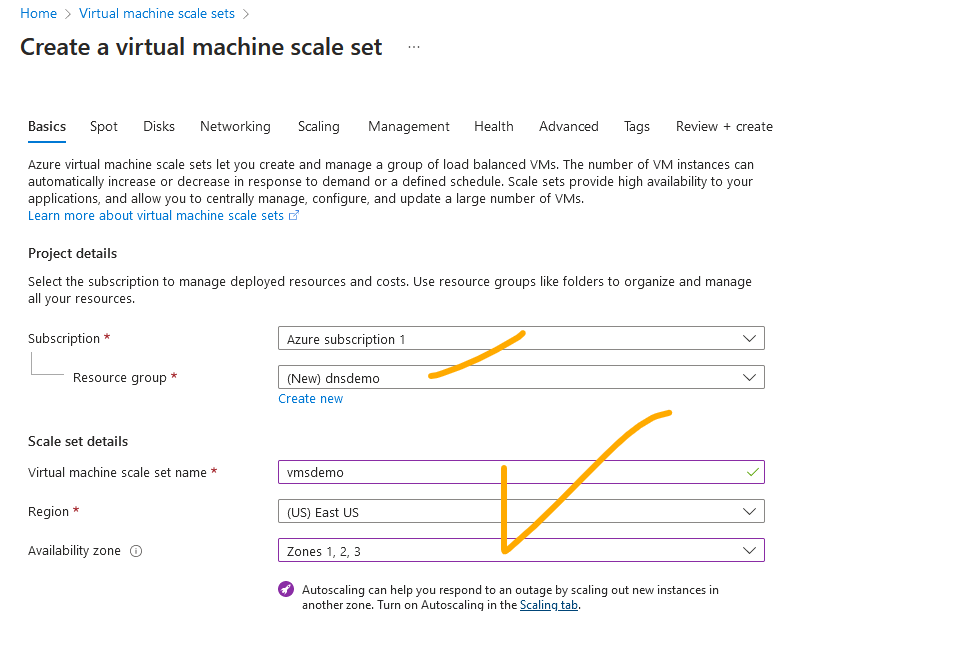 Home > Virtual machine scale sets >
Create a virtual machine scale set ...
Basics Spot Disks Networking Scaling Management Health Advanced Tags Review + create
Azure virtual machine scale sets let you create and manage a group of load balanced VMs. The number of VM instances can
automatically increase or decrease in response to demand or a defined schedule. Scale sets provide high availability to your
applications, and allow you to centrally manage, configure, and update a large number of VMs.
Learn more about virtual machine scale sets
Project details
Select the subscription to manage deployed resources and costs. Use resource groups like folders to organize and manage
all your resources.
Subscription * Azure subscription 1
Resource group * (New) dnsdemo
Create new
Scale set details
Virtual machine scale set name * vmsdemo
Region * (US) East US
Availability zone Zones 1, 2, 3
Autoscaling can help you respond to an outage by scaling out new instances in
another zone. Turn on Autoscaling in the Scaling tab.